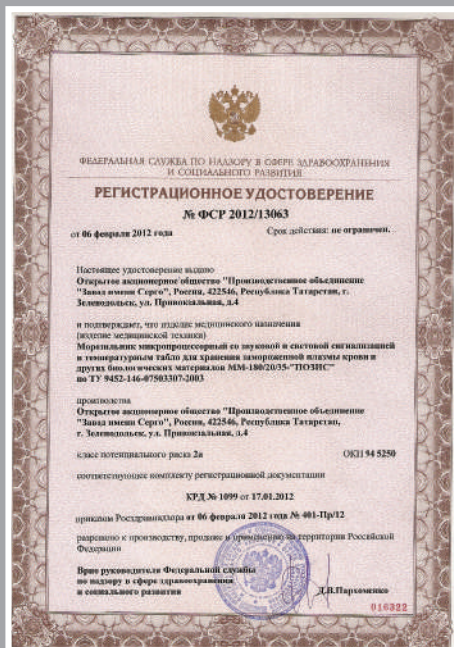 ФЕДЕРАЛЬНАЯ СЛУЖБА ПО НАДЗОРУ В СФЕРЕ ЗДРАВООХРАНЕНИЯ
И СОЦИАЛЬНОГО РАЗВИТИЯ
РЕГИСТРАЦИОННОЕ УДОСТОВЕРЕНИЕ
№ ФСР 2012/13063
от 06 февраля 2012 года Срок действия: не ограничен.
Настоящее удостоверение выдано
Открытое акционерное общество "Производственное объединение
"Завод имени Серго", Россия, 422546, Республика Татарстан, г.
Зеленодольск, ул. Привокзальная, д.4
и подтверждает, что изделие медицинского назначения
(изделие медицинской техники)
Морозильник микропроцессорный со звуковой и световой сигнализацией
и температурным табло для хранения замороженной плазмы крови и
других биологических материалов ММ-180/20/35-"ПОЗИС"
по ТУ 9452-146-07503307-2003
производства
Открытое акционерное общество "Производственное объединение
"Завод имени Серго", Россия, 422546, Республика Татарстан,
г. Зеленодольск, ул. Привокзальная, д.4
класс потенциального риска 2а ОКП 94 5250
соответствующее комплекту регистрационной документации
КРД № 1099 от 17.01.2012
приказом Росздравнадзора от 06 февраля 2012 года № 401-Пр/12
разрешено к производству, продаже и применению на территории Российской
Федерации
Врио руководителя Федеральной службы
по надзору в сфере здравоохранения
и социального развития Д.В.Пархоменко
016322